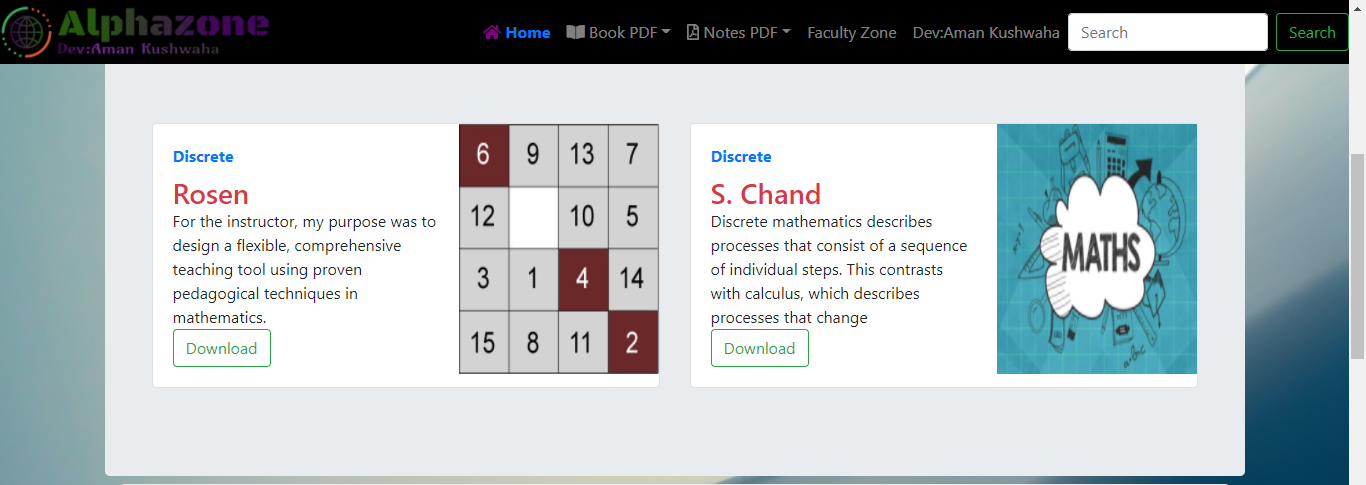 Alphazone
Dev:Aman Kushwaha
Home Book PDF Notes PDF Faculty Zone Dev:Aman Kushwaha Search Search
Discrete
Rosen
For the instructor, my purpose was to
design a flexible, comprehensive
teaching tool using proven
pedagogical techniques in
mathematics.
Download
6 9 13 7
12 10 5
3 1 4 14
15 8 11 2
Discrete
S. Chand
Discrete mathematics describes
processes that consist of a sequence
of individual steps. This contrasts
with calculus, which describes
processes that change
Download
MATHS